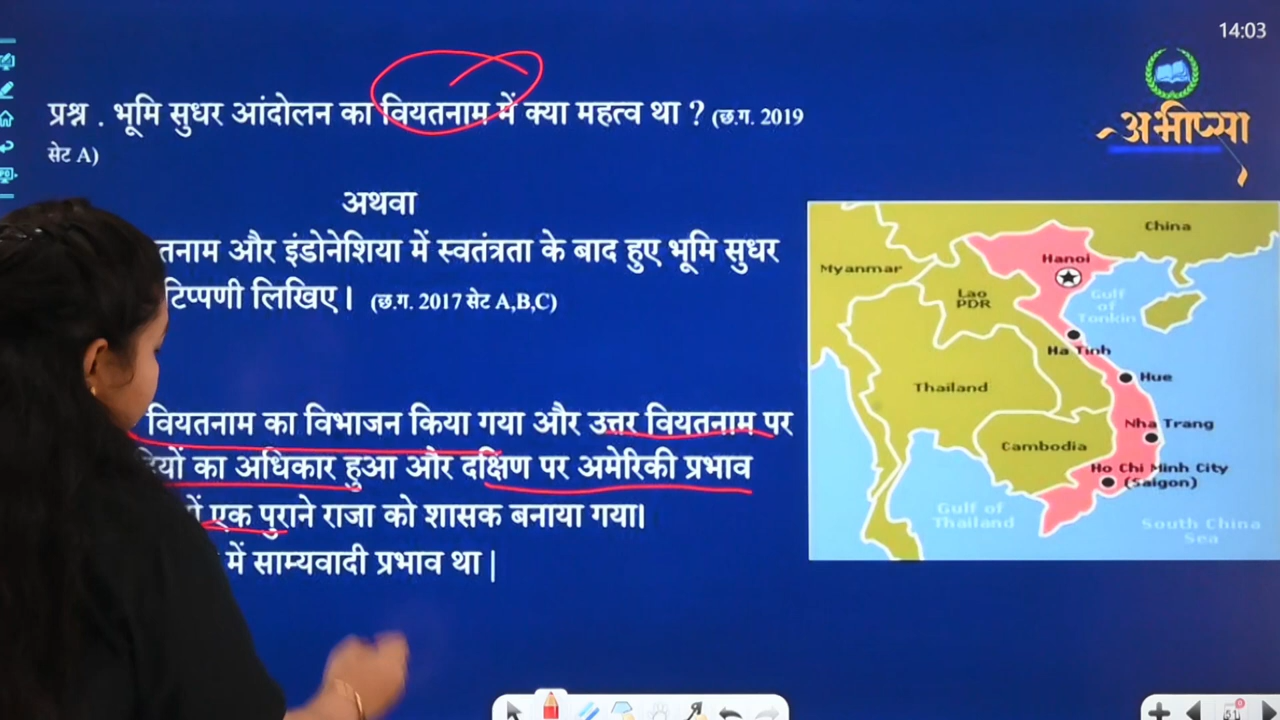 14:03
प्रश्न . भूमि सुधर आंदोलन का वियतनाम में क्या महत्व था ? (छ.ग. 2019
सेट A)
अभीप्सा
अथवा
तनाम और इंडोनेशिया में स्वतंत्रता के बाद हुए भूमि सुधर
टिप्पणी लिखिए। (छ.ग. 2017 सेट A,B,C)
वियतनाम का विभाजन किया गया और उत्तर वियतनाम पर
यों का अधिकार हुआ और दक्षिण पर अमेरिकी प्रभाव
एक पुराने राजा को शासक बनाया गया।
में साम्यवादी प्रभाव था |
China
Myanmar
Hanoi
Lao
PDR
Gulf
of
Tonkin
Ha Tinh
Hue
Thailand
Nha Trang
Cambodia
Ho Chi Minh City
(Saigon)
Gulf of
Thailand
South China
Sea
51